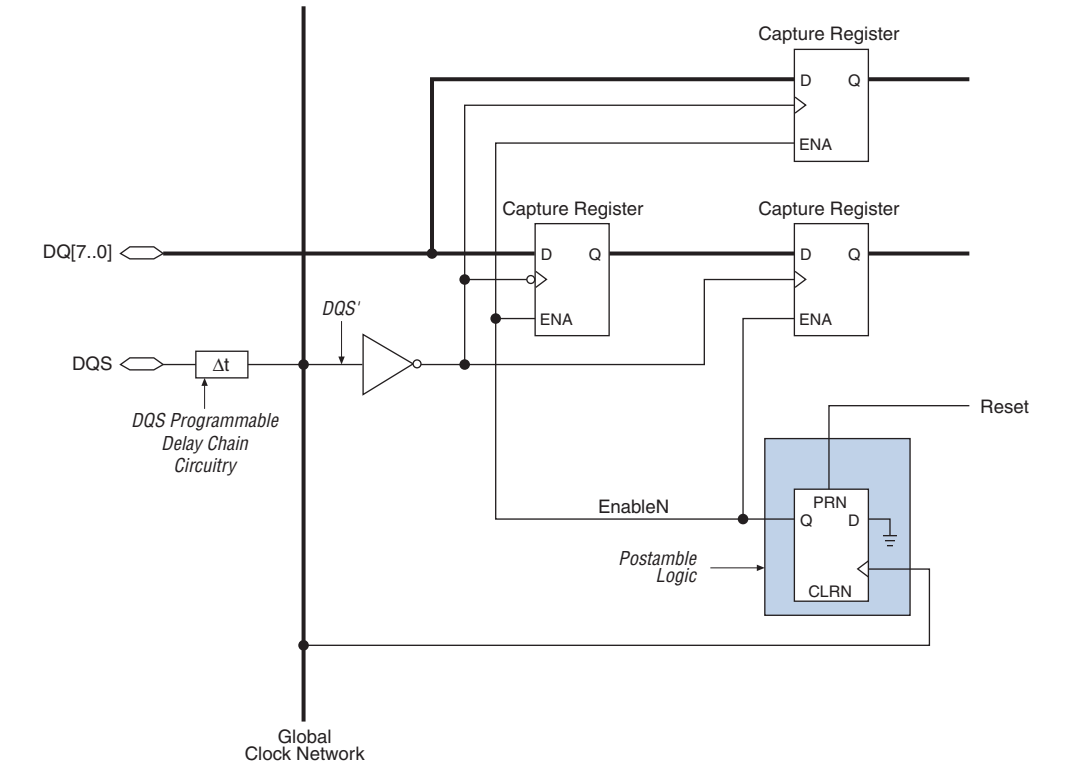 Capture Register
D Q
ENA
Capture Register
Capture Register
DQ[7..0]
D Q
D Q
DQS'
ENA
ENA
DQS
Δt
DQS Programmable
Delay Chain
Circuitry
Reset
PRN
EnableN
Q D
Postamble
Logic
CLRN
Global
Clock Network